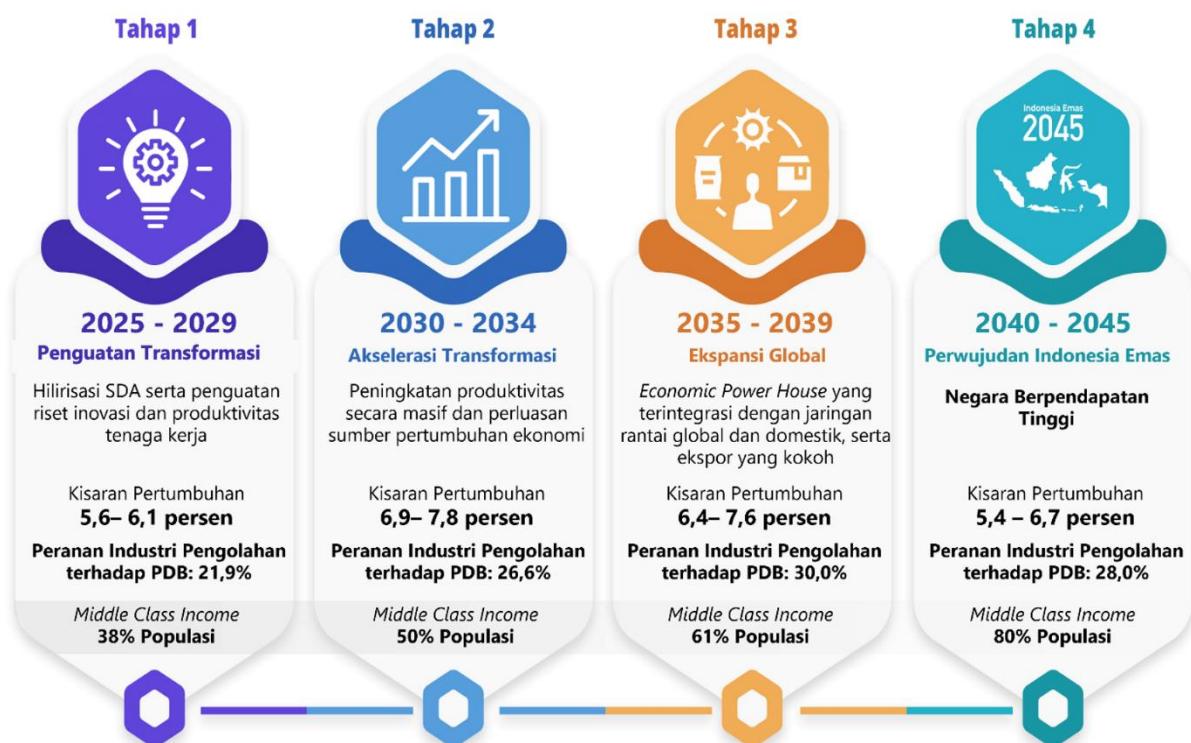 Tahap 1
Indonesia Emas
2045
2025 - 2029
Penguatan Transformasi
Hilirisasi SDA serta penguatan
riset inovasi dan produktivitas
tenaga kerja
Kisaran Pertumbuhan
5,6– 6,1 persen
Peranan Industri Pengolahan
terhadap PDB: 21,9%
Middle Class Income
38% Populasi
Tahap 2
2030 - 2034
Akselerasi Transformasi
Peningkatan produktivitas
secara masif dan perluasan
sumber pertumbuhan ekonomi
Kisaran Pertumbuhan
6,9– 7,8 persen
Peranan Industri Pengolahan
terhadap PDB: 26,6%
Middle Class Income
50% Populasi
Tahap 3
2035 - 2039
Ekspansi Global
Economic Power House yang
terintegrasi dengan jaringan
rantai global dan domestik, serta
ekspor yang kokoh
Kisaran Pertumbuhan
6,4– 7,6 persen
Peranan Industri Pengolahan
terhadap PDB: 30,0%
Middle Class Income
61% Populasi
Tahap 4
2040 - 2045
Perwujudan Indonesia Emas
Negara Berpendapatan
Tinggi
Kisaran Pertumbuhan
5,4 – 6,7 persen
Peranan Industri Pengolahan
terhadap PDB: 28,0%
Middle Class Income
80% Populasi